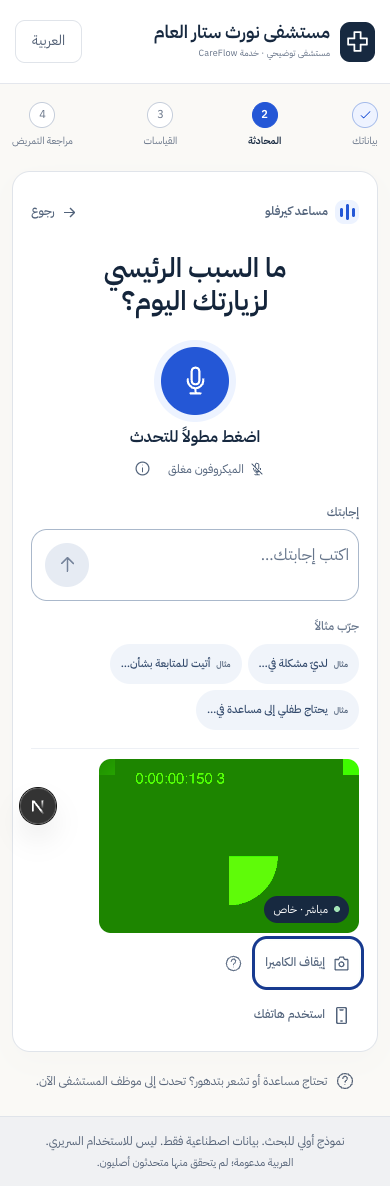 مستشفى نورث ستار العام
مستشفى توضيحي · خدمة CareFlow
العربية
2
3
4
بياناتك
المحادثة
القياسات
مراجعة التمريض
مساعد كيرفلو
رجوع
ما السبب الرئيسي
لزيارتك اليوم؟
اضغط مطولاً للتحدث
الميكروفون مغلق
إجابتك
اكتب إجابتك...
جرّب مثالاً
مثال لديّ مشكلة في...
مثال أتيت للمتابعة بشأن...
مثال يحتاج طفلي إلى مساعدة في...
0:00:00:150 3
N
مباشر · خاص
إيقاف الكاميرا
استخدم هاتفك
تحتاج مساعدة أو تشعر بتدهور؟ تحدث إلى موظف المستشفى الآن.
نموذج أولي للبحث. بيانات اصطناعية فقط. ليس للاستخدام السريري.
العربية مدعومة؛ لم يتحقق منها متحدثون أصليون.